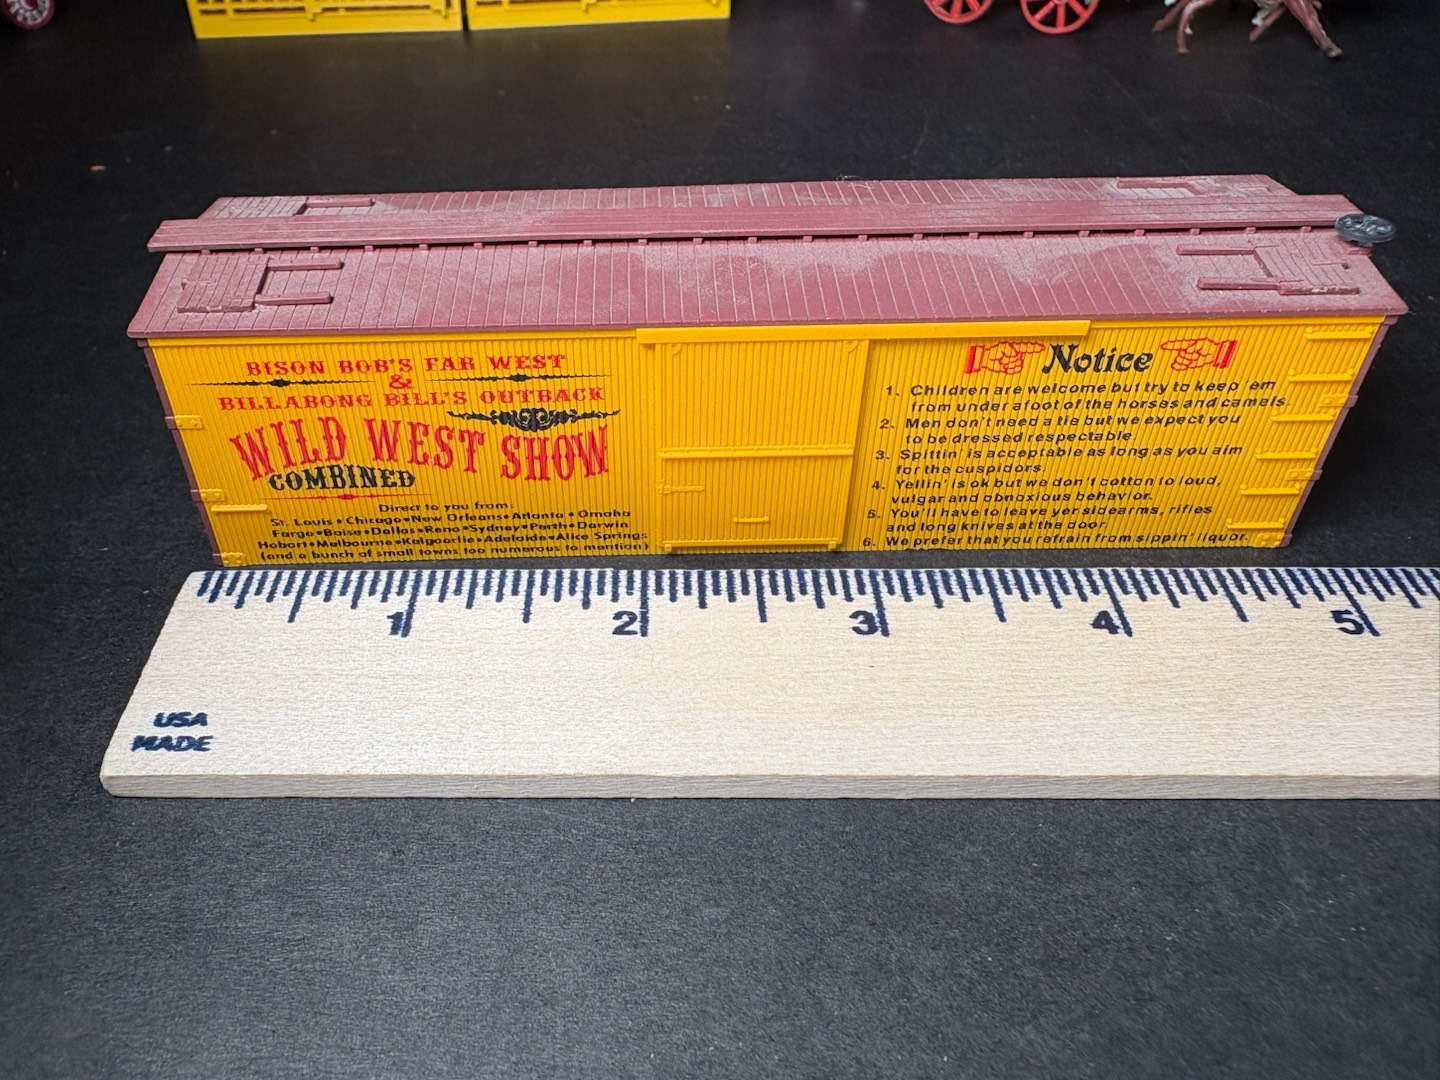 BISON BOB'S FAR WEST
&
BILLABONG BILL'S OUTBACK
WILD WEST SHOW
COMBINED
Direct to you from:
St. Louis•Chicago•New Orleans•Atlanta•Omaha
Fargo•Boise•Dallas•Reno•Sydney•Perth•Darwin
Hobart•Melbourne•Kalgoorlie•Adelaide•Alice Springs
(and a bunch of small towns too numerous to mention)
Notice
1. Children are welcome but try to keep 'em
from under afoot of the horses and camels.
2. Men don't need a tie but we expect you
to be dressed respectable.
3. Spittin' is acceptable as long as you aim
for the cuspidors.
4. Yellin' is ok but we don't cotton to loud,
vulgar and obnoxious behavior.
5. You'll have to leave yer sidearms, rifles
and long knives at the door.
6. We prefer that you refrain from sippin' liquor.
1 2 3 4 5
USA
MADE